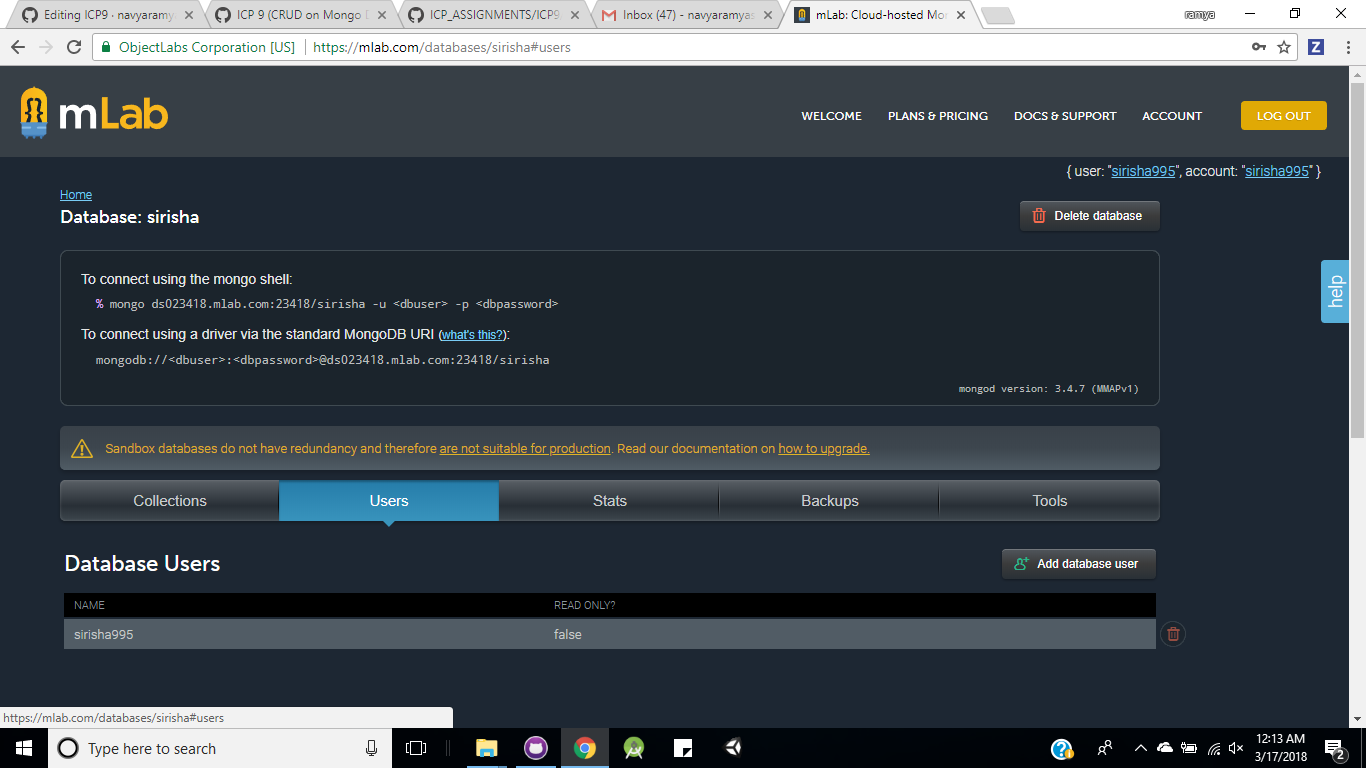 Editing ICP9 · navyaramy
ICP 9 (CRUD on Mongo D
ICP_ASSIGNMENTS/ICP9
Inbox (47) - navyaramyas
mLab: Cloud-hosted Mo
ramya
ObjectLabs Corporation [US]
https://mlab.com/databases/sirisha#users
mLab
WELCOME
PLANS & PRICING
DOCS & SUPPORT
ACCOUNT
LOG OUT
{ user: "sirisha995", account: "sirisha995" }
Home
Database: sirisha
Delete database
To connect using the mongo shell:
% mongo ds023418.mlab.com:23418/sirisha -u <dbuser> -p <dbpassword>
To connect using a driver via the standard MongoDB URI (what's this?):
mongodb://<dbuser>:<dbpassword>@ds023418.mlab.com:23418/sirisha
mongod version: 3.4.7 (MMAPv1)
help
Sandbox databases do not have redundancy and therefore are not suitable for production. Read our documentation on how to upgrade.
Collections
Users
Stats
Backups
Tools
Database Users
Add database user
NAME
READ ONLY?
sirisha995
false
https://mlab.com/databases/sirisha#users
Type here to search
12:13 AM
3/17/2018
2